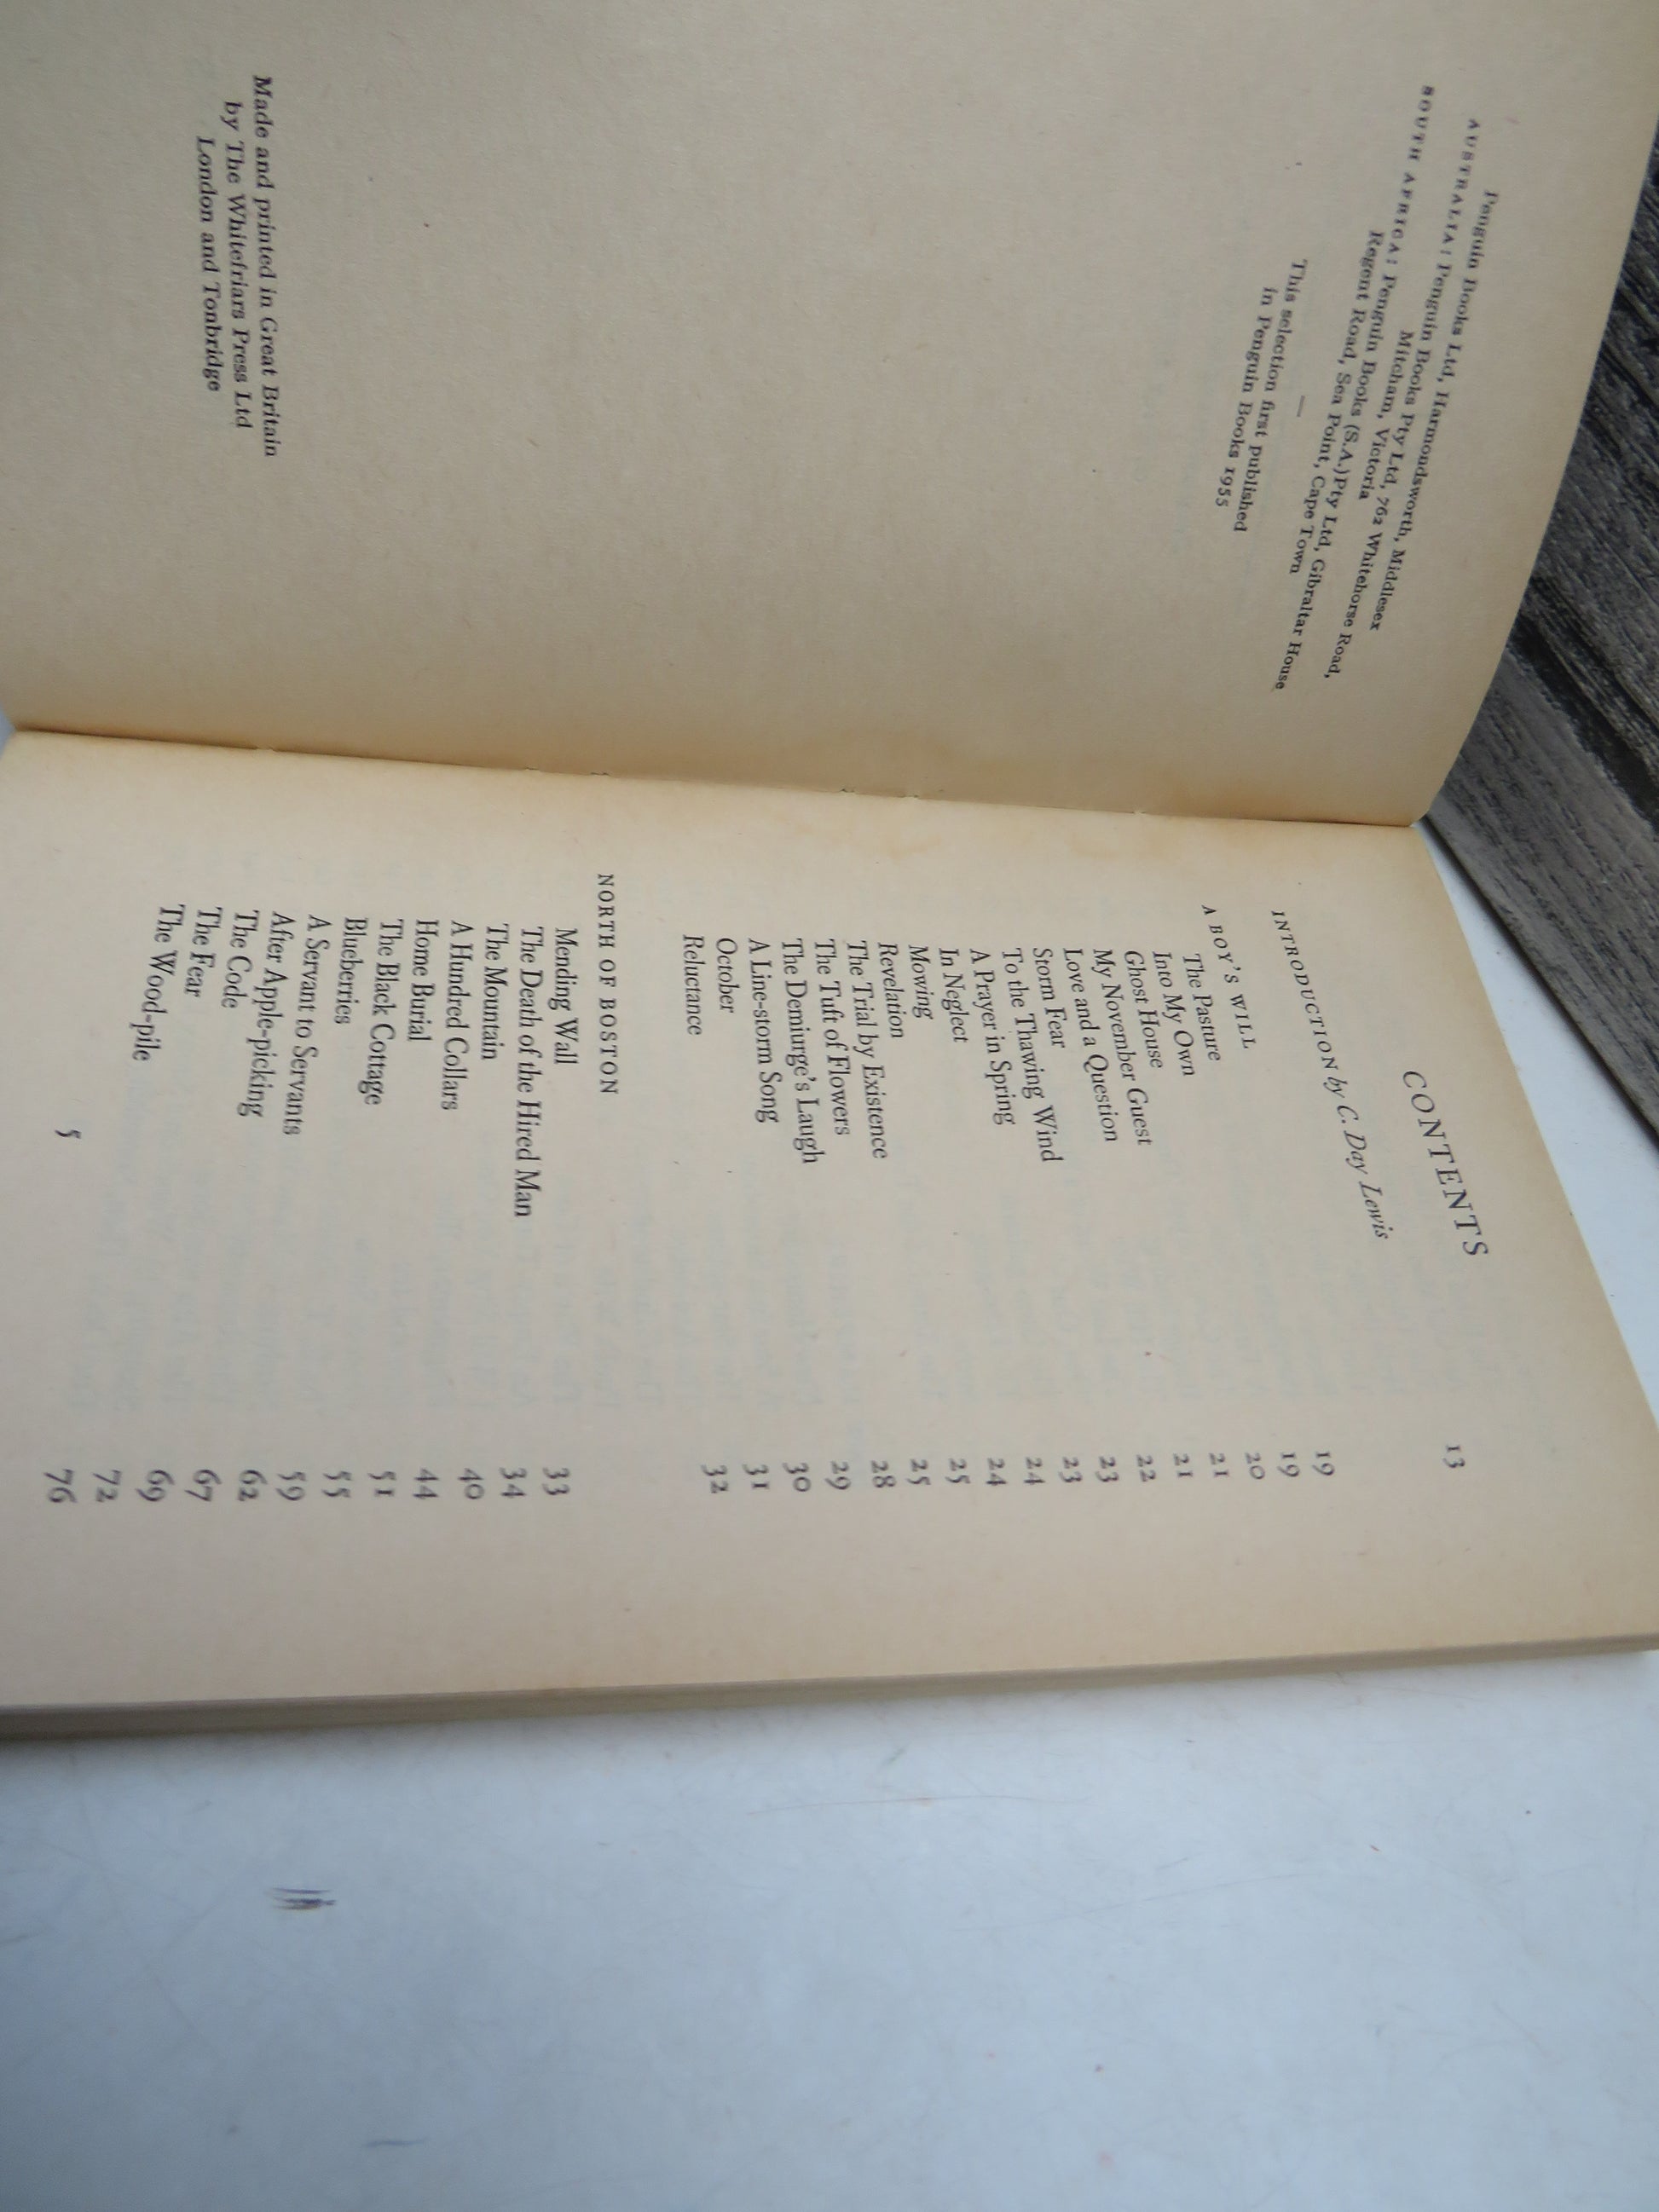 Penguin Books Ltd, Harmondsworth, Middlesex
AUSTRALIA: Penguin Books Pty Ltd, 762 Whitehorse Road,
Mitcham, Victoria
SOUTH AFRICA: Penguin Books (S.A.) Pty Ltd, Gibraltar House
Regent Road, Sea Point, Cape Town
—
This selection first published
in Penguin Books 1955
Made and printed in Great Britain
by The Whitefriars Press Ltd
London and Tonbridge
CONTENTS
INTRODUCTION by C. Day Lewis 13
A BOY'S WILL
The Pasture 19
Into My Own 19
Ghost House 20
My November Guest 21
Love and a Question 21
Storm Fear 22
To the Thawing Wind 23
A Prayer in Spring 23
In Neglect 24
Mowing 24
Revelation 25
The Trial by Existence 25
The Tuft of Flowers 28
The Demiurge's Laugh 29
A Line-storm Song 30
October 31
Reluctance 32
NORTH OF BOSTON
Mending Wall 33
The Death of the Hired Man 34
The Mountain 40
A Hundred Collars 44
Home Burial 51
The Black Cottage 55
Blueberries 59
A Servant to Servants 62
After Apple-picking 67
The Code 69
The Fear 72
The Wood-pile 76
5